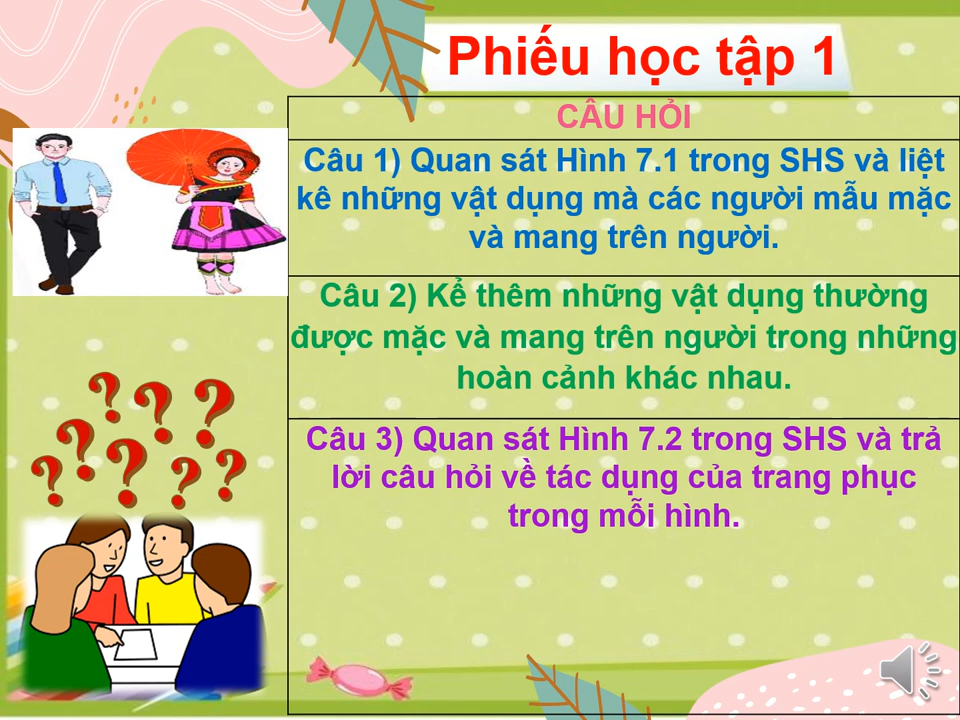 Phiếu học tập 1
CÂU HỎI
Câu 1) Quan sát Hình 7.1 trong SHS và liệt
kê những vật dụng mà các người mẫu mặc
và mang trên người.
Câu 2) Kể thêm những vật dụng thường
được mặc và mang trên người trong những
hoàn cảnh khác nhau.
Câu 3) Quan sát Hình 7.2 trong SHS và trả
lời câu hỏi về tác dụng của trang phục
trong mỗi hình.